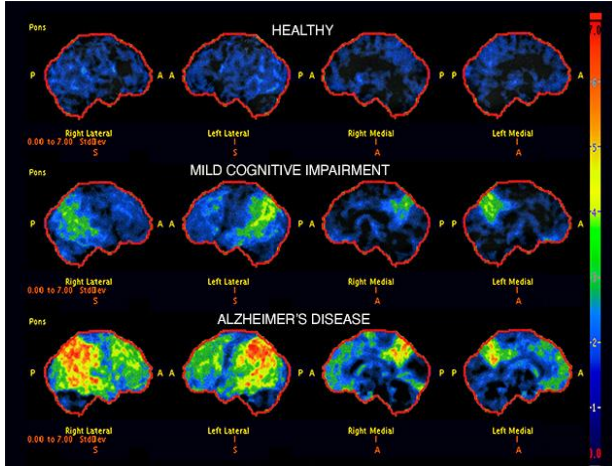 HEALTHY
Pons
P A A P A P P A
Right Lateral Left Lateral Right Medial Left Medial
0.00 to 7.00 StdDev
S S A A
MILD COGNITIVE IMPAIRMENT
Pons
P A A P A P P A
Right Lateral Left Lateral Right Medial Left Medial
0.00 to 7.00 StdDev
S S A A
ALZHEIMER'S DISEASE
Pons
P A A P A P P A
Right Lateral Left Lateral Right Medial Left Medial
0.00 to 7.00 StdDev
S S A A
7.0
6
5
4
3
2
1
0.0